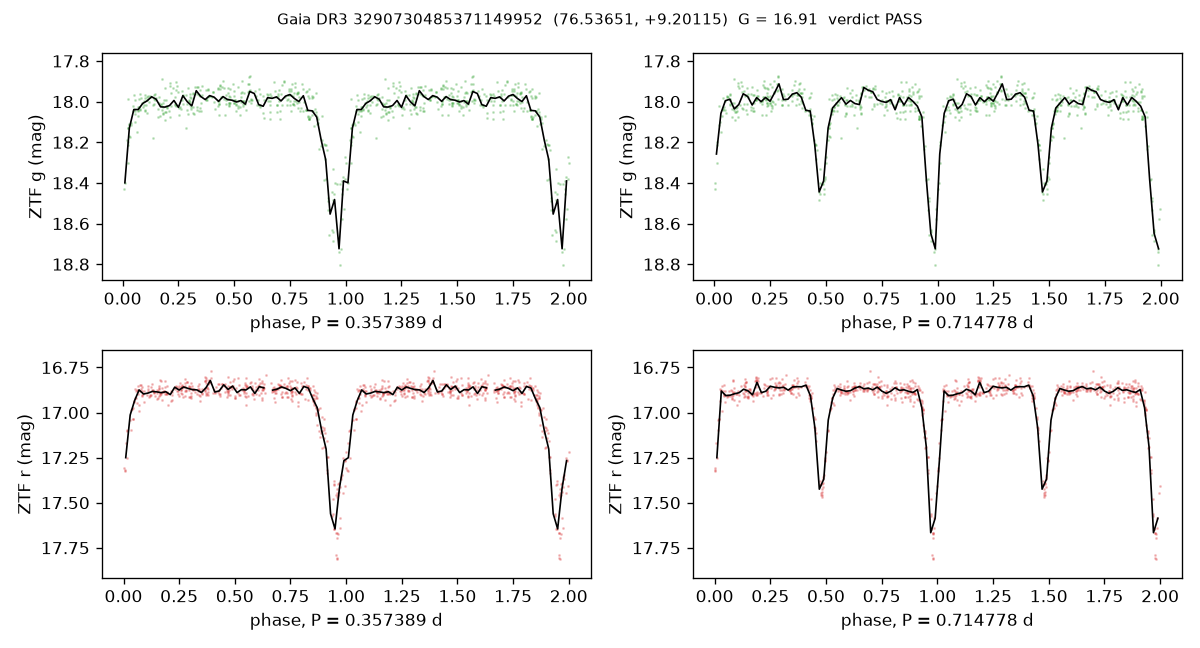 Gaia DR3 3290730485371149952 (76.53651, +9.20115) G = 16.91 verdict PASS
ZTF g (mag)
17.8
18.0
18.2
18.4
18.6
18.8
0.00 0.25 0.50 0.75 1.00 1.25 1.50 1.75 2.00
phase, P = 0.357389 d
ZTF g (mag)
17.8
18.0
18.2
18.4
18.6
18.8
0.00 0.25 0.50 0.75 1.00 1.25 1.50 1.75 2.00
phase, P = 0.714778 d
ZTF r (mag)
16.75
17.00
17.25
17.50
17.75
0.00 0.25 0.50 0.75 1.00 1.25 1.50 1.75 2.00
phase, P = 0.357389 d
ZTF r (mag)
16.75
17.00
17.25
17.50
17.75
0.00 0.25 0.50 0.75 1.00 1.25 1.50 1.75 2.00
phase, P = 0.714778 d